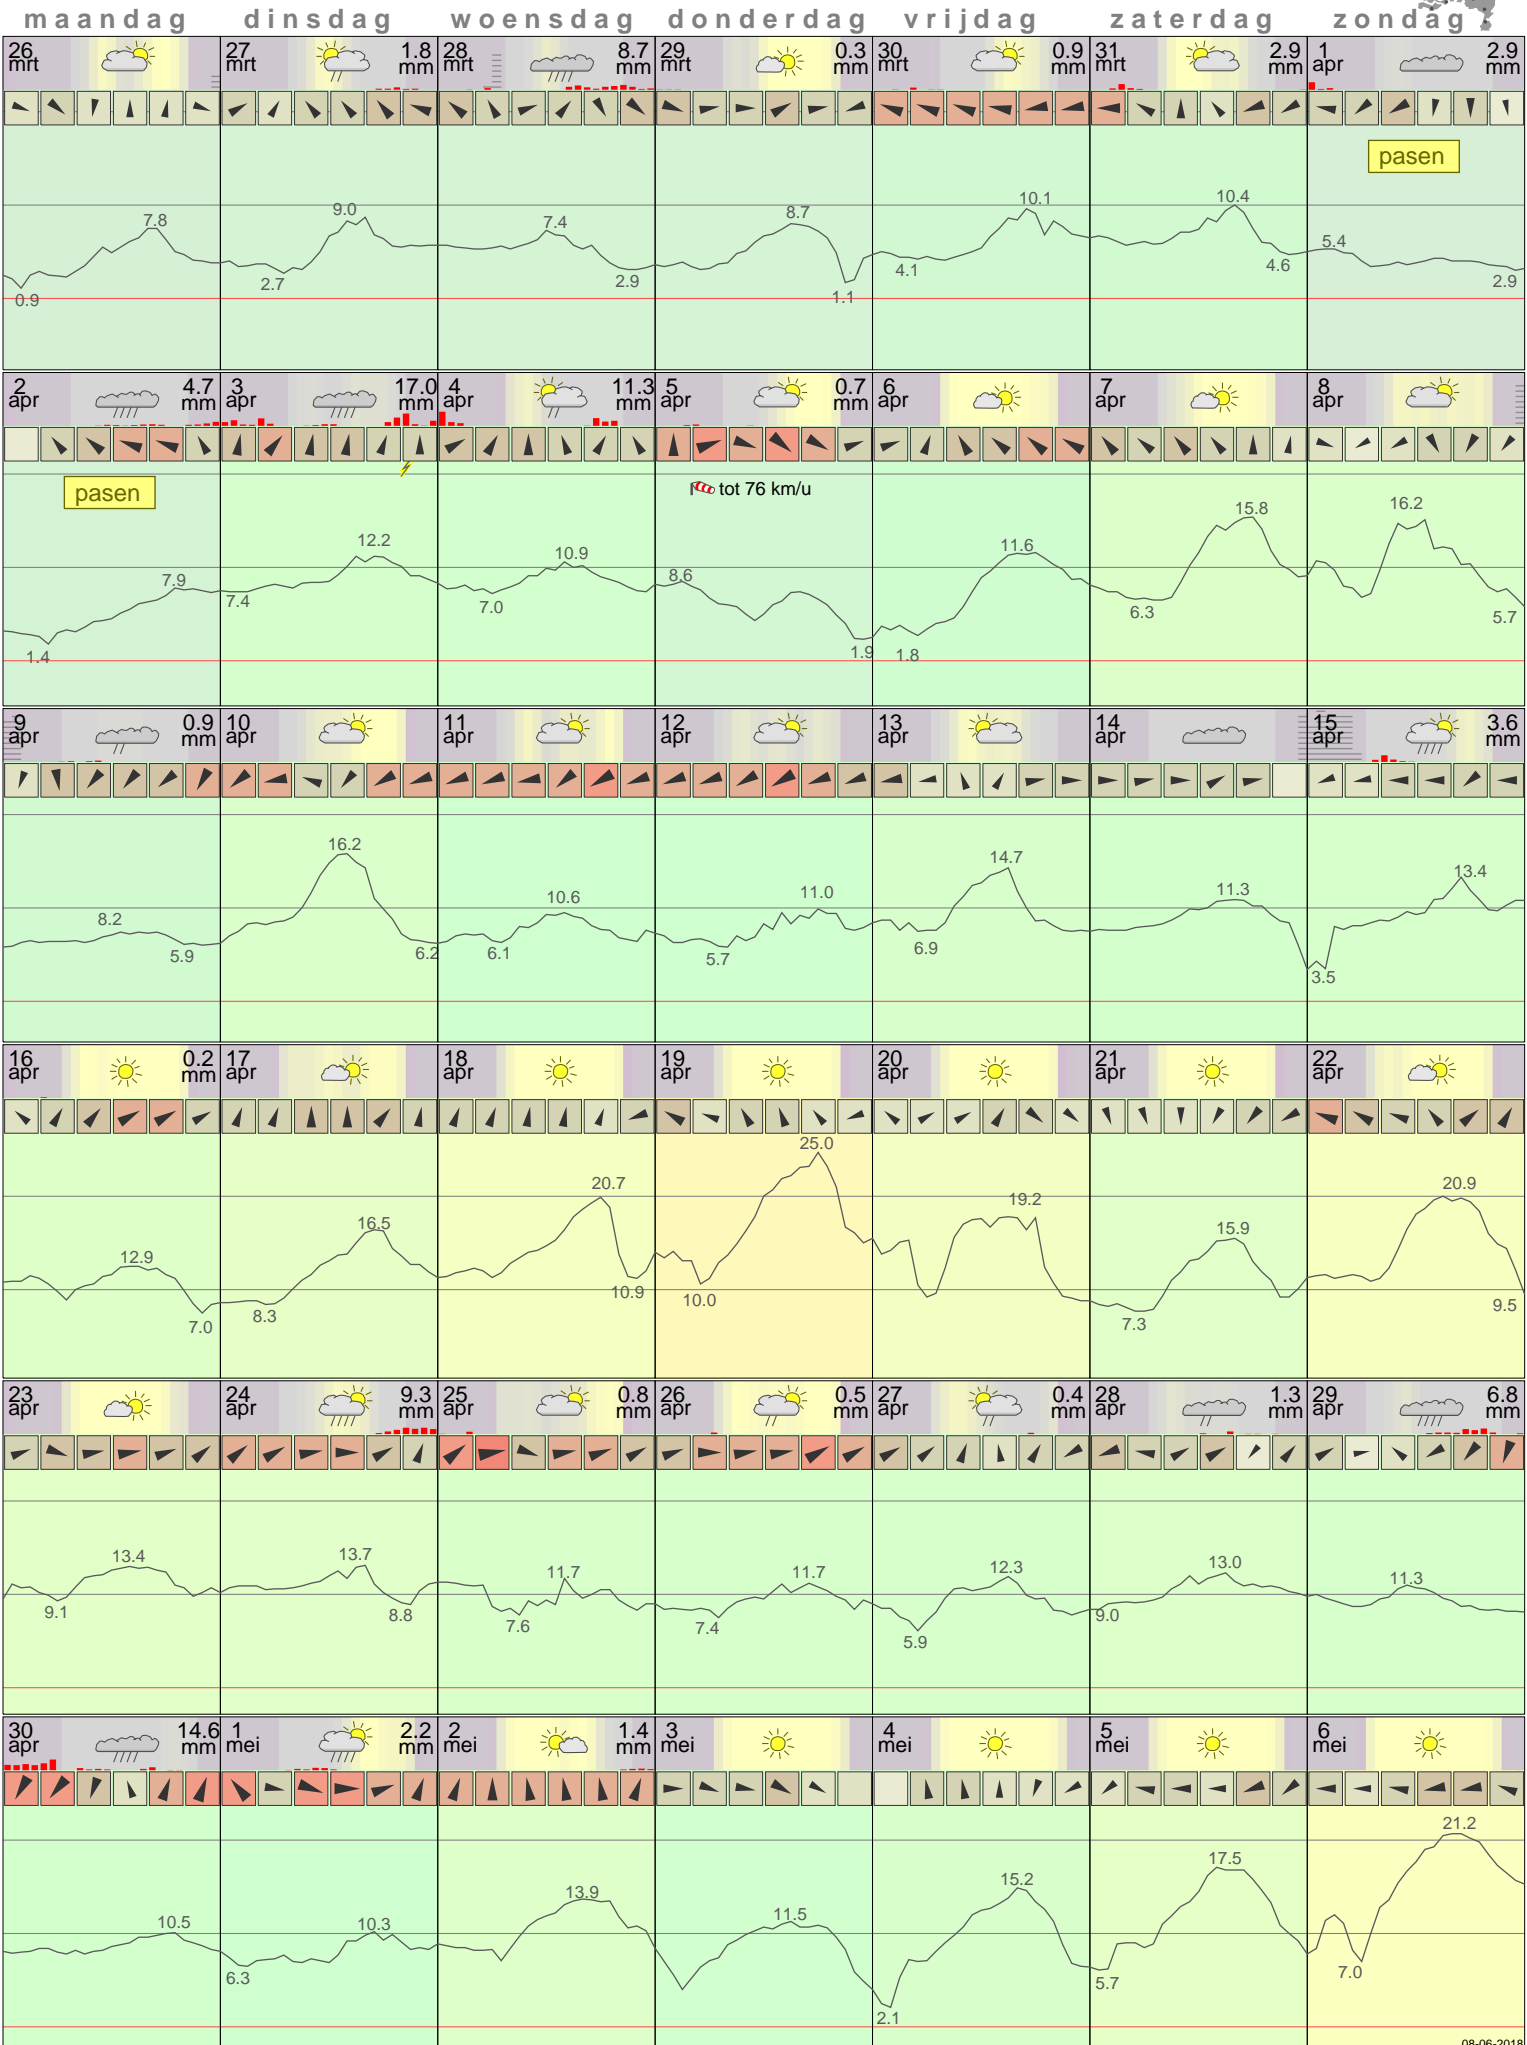 maandag dinsdag woensdag donderdag vrijdag zaterdag zondag
26 27 1.8 28 8.7 29 0.3 30 0.9 31 2.9 1 2.9
mrt mrt mm mrt mm mrt mm mrt mm mrt mm apr mm
pasen
7.8 9.0 7.4 8.7 10.1 10.4 5.4
0.9 2.7 2.9 1.1 4.1 4.6 2.9
2 4.7 3 17.0 4 11.3 5 0.7 6 7 8
apr mm apr mm apr mm apr mm apr apr apr
pasen tot 76 km/u
7.9 12.2 10.9 8.6 11.6 15.8 16.2
1.4 7.4 7.0 1.9 1.8 6.3 5.7
9 0.9 10 11 12 13 14 15 3.6
apr mm apr apr apr apr apr apr mm
8.2 16.2 10.6 11.0 14.7 11.3 13.4
5.9 6.2 6.1 5.7 6.9 3.5
16 0.2 17 18 19 20 21 22
apr mm apr apr apr apr apr apr
12.9 16.5 20.7 25.0 19.2 15.9 20.9
7.0 8.3 10.9 10.0 7.3 9.5
23 24 9.3 25 0.8 26 0.5 27 0.4 28 1.3 29 6.8
apr apr mm apr mm apr mm apr mm apr mm apr mm
13.4 13.7 11.7 11.7 12.3 13.0 11.3
9.1 8.8 7.6 7.4 5.9 9.0
30 14.6 1 2.2 2 1.4 3 4 5 6
apr mm mei mm mei mm mei mei mei mei
10.5 10.3 13.9 11.5 15.2 17.5 21.2
6.3 2.1 5.7 7.0
08-06-2018